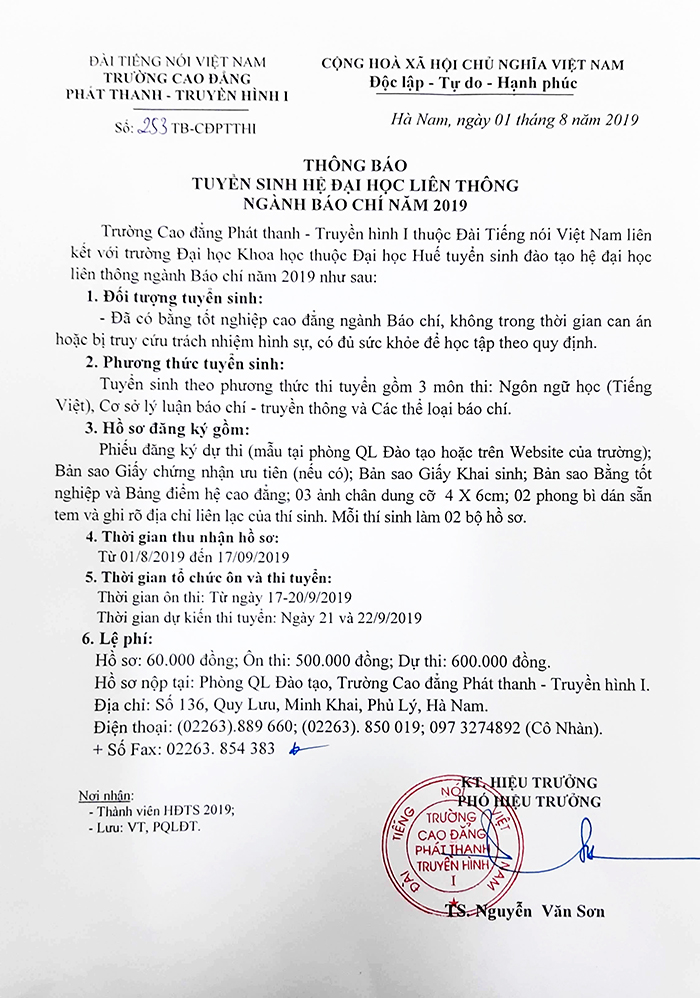 ĐÀI TIẾNG NÓI VIỆT NAM
TRƯỜNG CAO ĐẲNG
PHÁT THANH - TRUYỀN HÌNH I
Số: 253 TB-CĐPTTHI
CỘNG HOÀ XÃ HỘI CHỦ NGHĨA VIỆT NAM
Độc lập - Tự do - Hạnh phúc
Hà Nam, ngày 01 tháng 8 năm 2019
THÔNG BÁO
TUYỂN SINH HỆ ĐẠI HỌC LIÊN THÔNG
NGÀNH BÁO CHÍ NĂM 2019
Trường Cao đẳng Phát thanh - Truyền hình I thuộc Đài Tiếng nói Việt Nam liên
kết với trường Đại học Khoa học thuộc Đại học Huế tuyển sinh đào tạo hệ đại học
liên thông ngành Báo chí năm 2019 như sau:
1. Đối tượng tuyển sinh:
- Đã có bằng tốt nghiệp cao đẳng ngành Báo chí, không trong thời gian can án
hoặc bị truy cứu trách nhiệm hình sự, có đủ sức khỏe để học tập theo quy định.
2. Phương thức tuyển sinh:
Tuyển sinh theo phương thức thi tuyển gồm 3 môn thi: Ngôn ngữ học (Tiếng
Việt), Cơ sở lý luận báo chí - truyền thông và Các thể loại báo chí.
3. Hồ sơ đăng ký gồm:
Phiếu đăng ký dự thi (mẫu tại phòng QL Đào tạo hoặc trên Website của trường);
Bản sao Giấy chứng nhận ưu tiên (nếu có); Bản sao Giấy Khai sinh; Bản sao Bằng tốt
nghiệp và Bảng điểm hệ cao đẳng; 03 ảnh chân dung cỡ 4 X 6cm; 02 phong bì dán sẵn
tem và ghi rõ địa chỉ liên lạc của thí sinh. Mỗi thí sinh làm 02 bộ hồ sơ.
4. Thời gian thu nhận hồ sơ:
Từ 01/8/2019 đến 17/09/2019
5. Thời gian tổ chức ôn và thi tuyển:
Thời gian ôn thi: Từ ngày 17-20/9/2019
Thời gian dự kiến thi tuyển: Ngày 21 và 22/9/2019
6. Lệ phí:
Hồ sơ: 60.000 đồng; Ôn thi: 500.000 đồng; Dự thi: 600.000 đồng.
Hồ sơ nộp tại: Phòng QL Đào tạo, Trường Cao đẳng Phát thanh - Truyền hình I.
Địa chỉ: Số 136, Quy Lưu, Minh Khai, Phủ Lý, Hà Nam.
Điện thoại: (02263).889 660; (02263). 850 019; 097 3274892 (Cô Nhàn).
+ Số Fax: 02263. 854 383
Nơi nhận:
- Thành viên HĐTS 2019;
- Lưu: VT, PQLĐT.
KT. HIỆU TRƯỞNG
PHÓ HIỆU TRƯỞNG
ĐÀI TIẾNG NÓI VIỆT NAM
TRƯỜNG
CAO ĐẲNG
PHÁT THANH
TRUYỀN HÌNH
I
TS. Nguyễn Văn Sơn